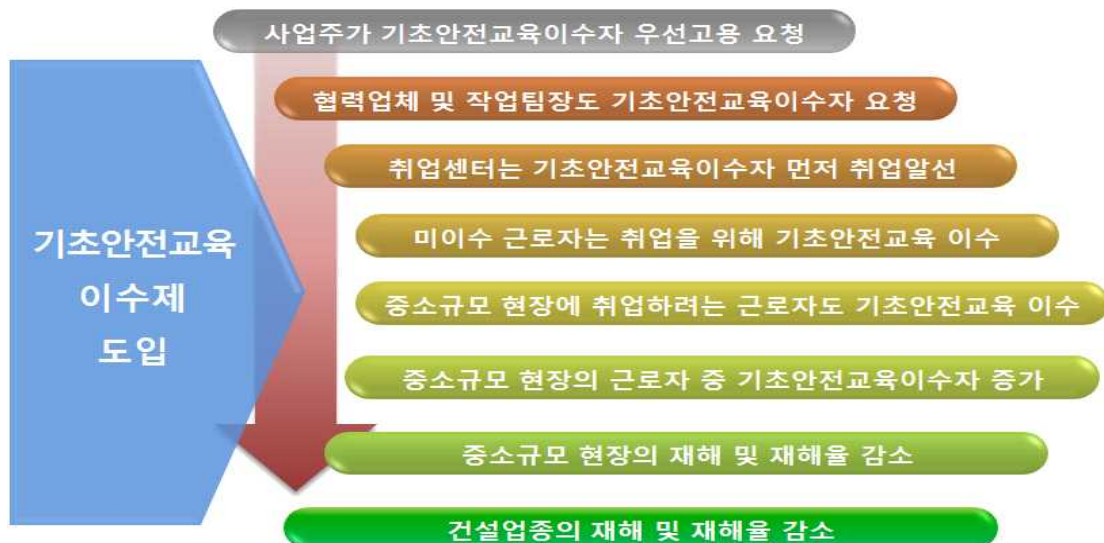 사업주가 기초안전교육이수자 우선고용 요청
협력업체 및 작업팀장도 기초안전교육이수자 요청
취업센터는 기초안전교육이수자 먼저 취업알선
미이수 근로자는 취업을 위해 기초안전교육 이수
중소규모 현장에 취업하려는 근로자도 기초안전교육 이수
중소규모 현장의 근로자 중 기초안전교육이수자 증가
중소규모 현장의 재해 및 재해율 감소
건설업종의 재해 및 재해율 감소
기초안전교육
이수제
도입